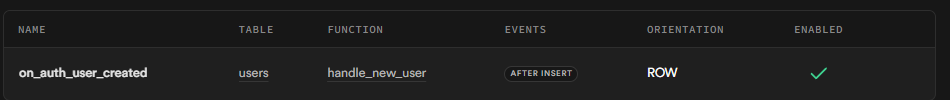 NAME TABLE FUNCTION EVENTS ORIENTATION ENABLED
on_auth_user_created users handle_new_user AFTER INSERT ROW